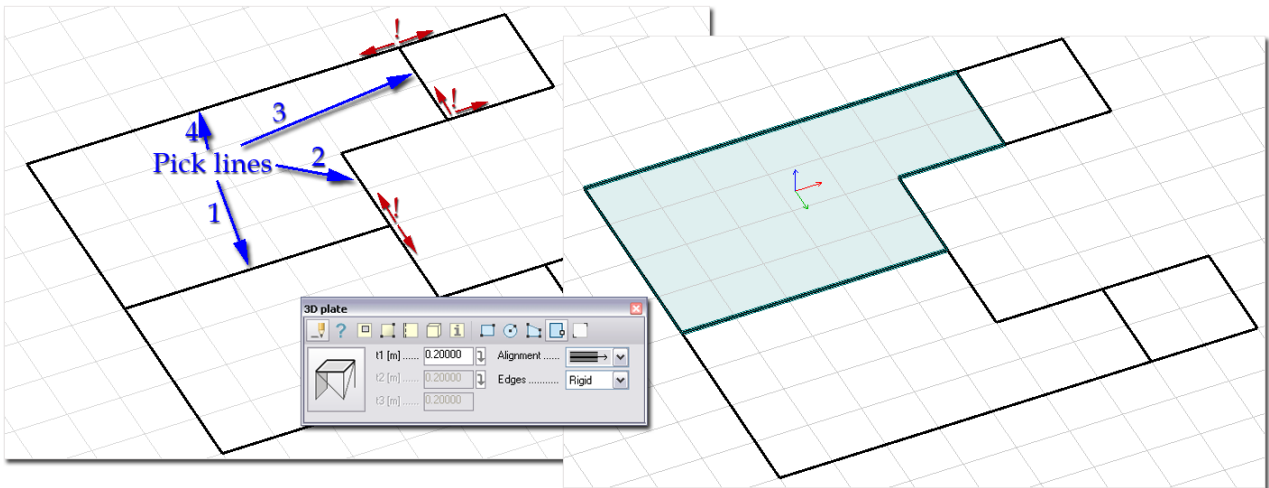 !
!
3
4
Pick lines
2
1
!
3D plate
t1 [m] ...... 0.20000 Alignment ......
t2 [m] ...... 0.20000 Edges ........... Rigid
t3 [m] ...... 0.20000